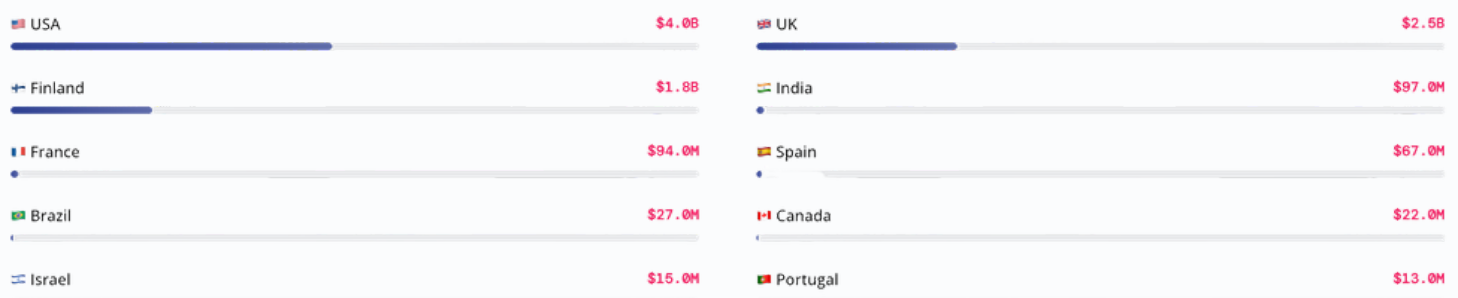 USA $4.0B
UK $2.5B
Finland $1.8B
India $97.0M
France $94.0M
Spain $67.0M
Brazil $27.0M
Canada $22.0M
Israel $15.0M
Portugal $13.0M